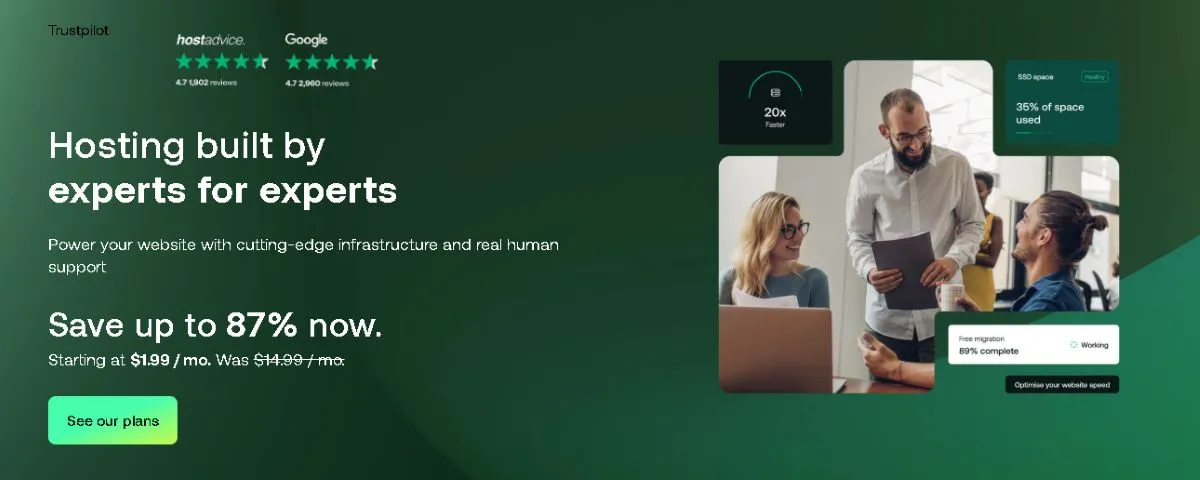 Trustpilot
hostadvice.
4.7 1,902 reviews
Google
4.7 2,960 reviews
Hosting built by
experts for experts
Power your website with cutting-edge infrastructure and real human
support
Save up to 87% now.
Starting at $1.99 / mo. Was $14.99 / mo.
See our plans
20x
Faster
SSD space
Healthy
35% of space
used
Free migration
89% complete
Working
Optimise your website speed